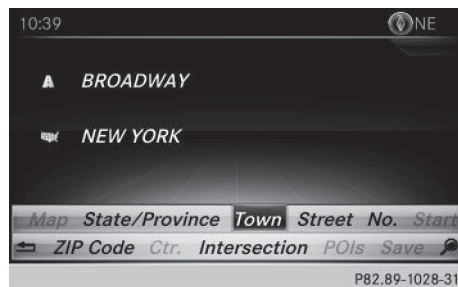 10:39 NE
BROADWAY
NEW YORK
Map State/Province Town Street No. Start
ZIP Code Ctr. Intersection POIs Save
P82.89-1028-31